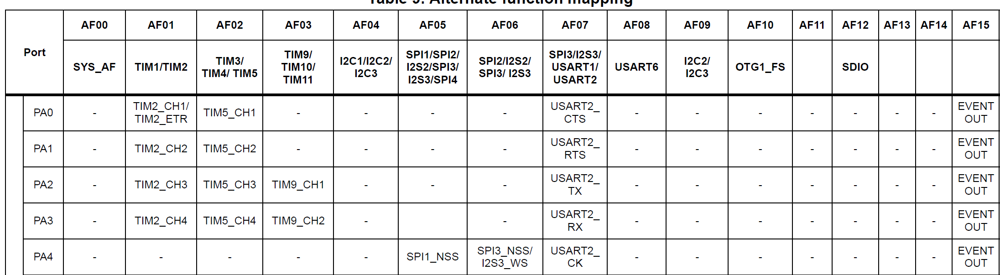 Table 9. Alternate function mapping
Port AF00 AF01 AF02 AF03 AF04 AF05 AF06 AF07 AF08 AF09 AF10 AF11 AF12 AF13 AF14 AF15
SYS_AF TIM1/TIM2 TIM3/ TIM4/ TIM5 TIM9/ TIM10/ TIM11 I2C1/I2C2/ I2C3 SPI1/SPI2/ I2S2/SPI3/ I2S3/SPI4 SPI2/I2S2/ SPI3/ I2S3 SPI3/I2S3/ USART1/ USART2 USART6 I2C2/ I2C3 OTG1_FS SDIO
PA0 - TIM2_CH1/ TIM2_ETR TIM5_CH1 - - - - USART2_ CTS - - - - - - - EVENT OUT
PA1 - TIM2_CH2 TIM5_CH2 - - - - USART2_ RTS - - - - - - - EVENT OUT
PA2 - TIM2_CH3 TIM5_CH3 TIM9_CH1 - - - USART2_ TX - - - - - - - EVENT OUT
PA3 - TIM2_CH4 TIM5_CH4 TIM9_CH2 - - USART2_ RX - - - - - - - EVENT OUT
PA4 - - - - - SPI1_NSS SPI3_NSS/ I2S3_WS USART2_ CK - - - - - - - EVENT OUT